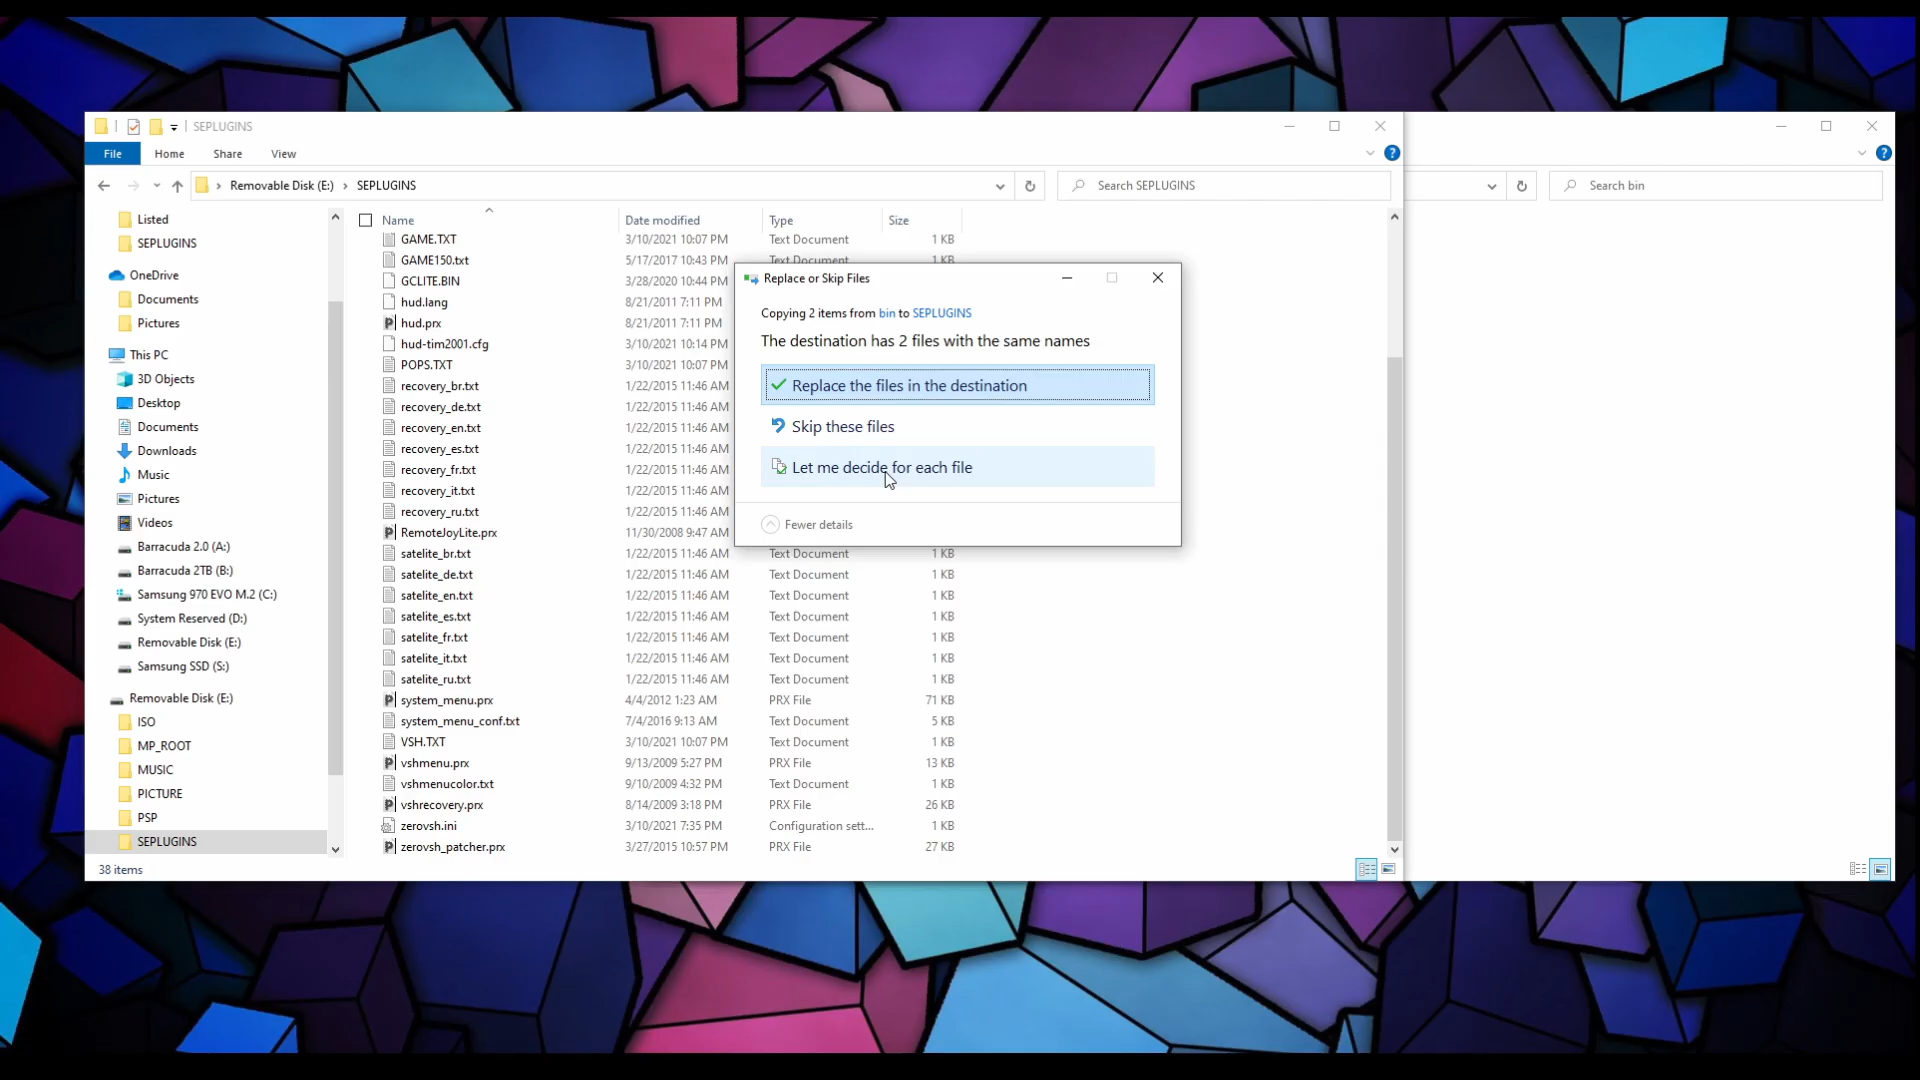 SEPLUGINS
File Home Share View
Removable Disk (E:) SEPLUGINS
Search SEPLUGINS
Search bin
Listed
SEPLUGINS
OneDrive
Documents
Pictures
This PC
3D Objects
Desktop
Documents
Downloads
Music
Pictures
Videos
Barracuda 2.0 (A:)
Barracuda 2TB (B:)
Samsung 970 EVO M.2 (C:)
System Reserved (D:)
Removable Disk (E:)
Samsung SSD (S:)
Removable Disk (E:)
ISO
MP_ROOT
MUSIC
PICTURE
PSP
SEPLUGINS
38 items
Name Date modified Type Size
GAME.TXT 3/10/2021 10:07 PM Text Document 1 KB
GAME150.txt 5/17/2017 10:43 PM Text Document 1 KB
GCLITE.BIN 3/28/2020 10:44 PM
hud.lang 8/21/2011 7:11 PM
hud.prx 8/21/2011 7:11 PM
hud-tim2001.cfg 3/10/2021 10:14 PM
POPS.TXT 3/10/2021 10:07 PM
recovery_br.txt 1/22/2015 11:46 AM
recovery_de.txt 1/22/2015 11:46 AM
recovery_en.txt 1/22/2015 11:46 AM
recovery_es.txt 1/22/2015 11:46 AM
recovery_fr.txt 1/22/2015 11:46 AM
recovery_it.txt 1/22/2015 11:46 AM
recovery_ru.txt 1/22/2015 11:46 AM
RemoteJoyLite.prx 11/30/2008 9:47 AM
satelite_br.txt 1/22/2015 11:46 AM Text Document 1 KB
satelite_de.txt 1/22/2015 11:46 AM Text Document 1 KB
satelite_en.txt 1/22/2015 11:46 AM Text Document 1 KB
satelite_es.txt 1/22/2015 11:46 AM Text Document 1 KB
satelite_fr.txt 1/22/2015 11:46 AM Text Document 1 KB
satelite_it.txt 1/22/2015 11:46 AM Text Document 1 KB
satelite_ru.txt 1/22/2015 11:46 AM Text Document 1 KB
system_menu.prx 4/4/2012 1:23 AM PRX File 71 KB
system_menu_conf.txt 7/4/2016 9:13 AM Text Document 5 KB
VSH.TXT 3/10/2021 10:07 PM Text Document 1 KB
vshmenu.prx 9/13/2009 5:27 PM PRX File 13 KB
vshmenucolor.txt 9/10/2009 4:32 PM Text Document 1 KB
vshrecovery.prx 8/14/2009 3:18 PM PRX File 26 KB
zerovsh.ini 3/10/2021 7:35 PM Configuration sett... 1 KB
zerovsh_patcher.prx 3/27/2015 10:57 PM PRX File 27 KB
Replace or Skip Files
Copying 2 items from bin to SEPLUGINS
The destination has 2 files with the same names
Replace the files in the destination
Skip these files
Let me decide for each file
Fewer details